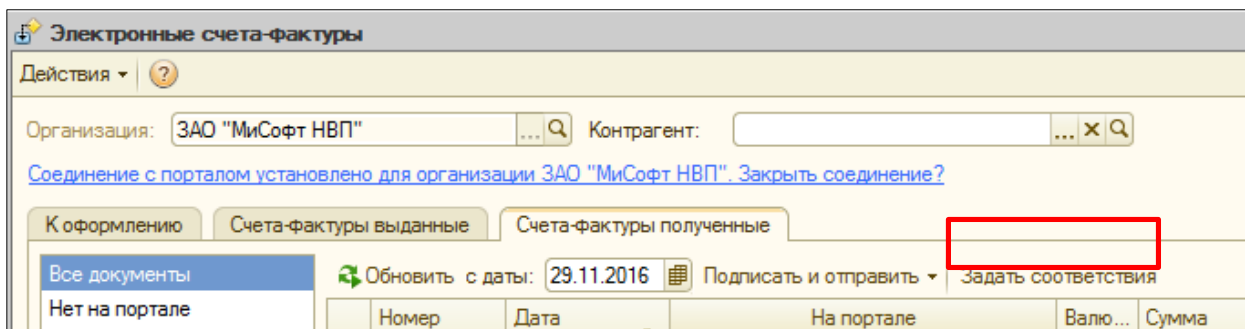 Электронные счета-фактуры
Действия
Организация: ЗАО "МиСофт НВП" ... Контрагент: ...
Соединение с порталом установлено для организации ЗАО "МиСофт НВП". Закрыть соединение?
К оформлению Счета-фактуры выданные Счета-фактуры полученные
Все документы Обновить с даты: 29.11.2016 Подписать и отправить Задать соответствия
Нет на портале Номер Дата На портале Валю... Сумма